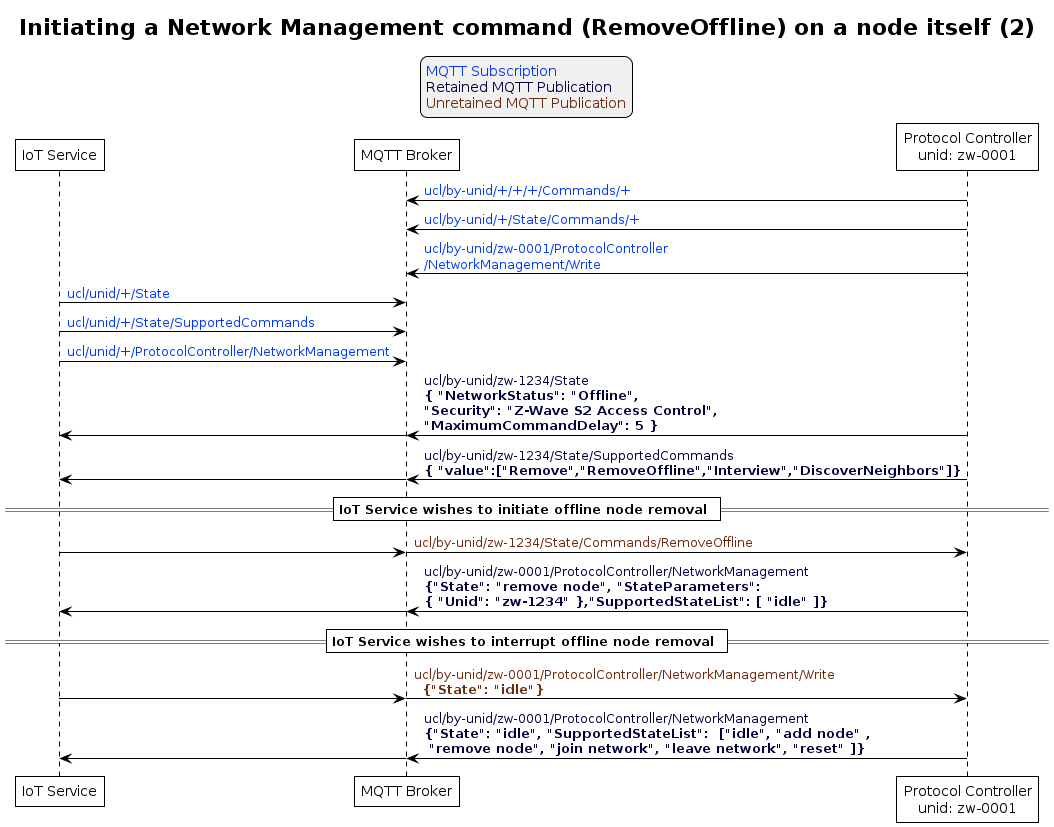 Initiating a Network Management command (RemoveOffline) on a node itself (2)
MQTT Subscription
Retained MQTT Publication
Unretained MQTT Publication
IoT Service
MQTT Broker
Protocol Controller
unid: zw-0001
ucl/by-unid/+/+/+/Commands/+
ucl/by-unid/+/State/Commands/+
ucl/by-unid/zw-0001/ProtocolController
/NetworkManagement/Write
ucl/unid/+/State
ucl/unid/+/State/SupportedCommands
ucl/unid/+/ProtocolController/NetworkManagement
ucl/by-unid/zw-1234/State
{ "NetworkStatus": "Offline",
"Security": "Z-Wave S2 Access Control",
"MaximumCommandDelay": 5 }
ucl/by-unid/zw-1234/State/SupportedCommands
{ "value":["Remove","RemoveOffline","Interview","DiscoverNeighbors"]}
IoT Service wishes to initiate offline node removal
ucl/by-unid/zw-1234/State/Commands/RemoveOffline
ucl/by-unid/zw-0001/ProtocolController/NetworkManagement
{"State": "remove node", "StateParameters":
{ "Unid": "zw-1234" },"SupportedStateList": [ "idle" ]}
IoT Service wishes to interrupt offline node removal
ucl/by-unid/zw-0001/ProtocolController/NetworkManagement/Write
{"State": "idle"}
ucl/by-unid/zw-0001/ProtocolController/NetworkManagement
{"State": "idle", "SupportedStateList":  ["idle", "add node" ,
"remove node", "join network", "leave network", "reset" ]}
IoT Service
MQTT Broker
Protocol Controller
unid: zw-0001